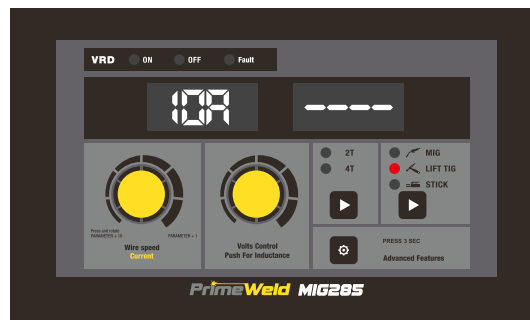 VRD ON OFF Fault
10A ----
2T
4T
MIG
LIFT TIG
STICK
Press and rotate
PARAMETER × 10
PARAMETER × 1
Wire speed
Current
Volts Control
Push For Inductance
PRESS 3 SEC
Advanced Features
PrimeWeld MIG285